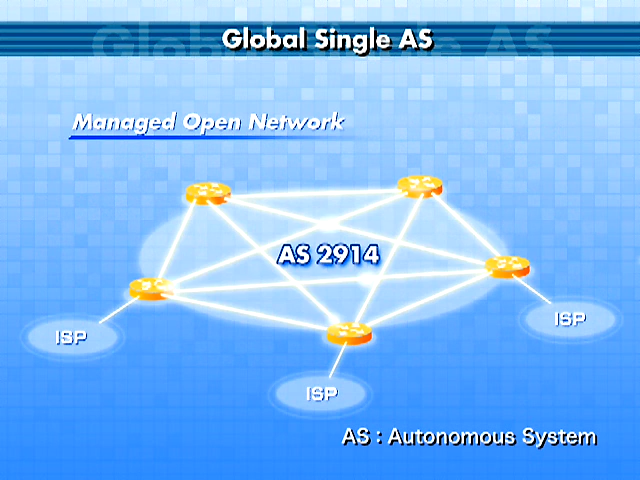 Global Single AS
Managed Open Network
AS 2914
ISP
ISP
ISP
AS : Autonomous System